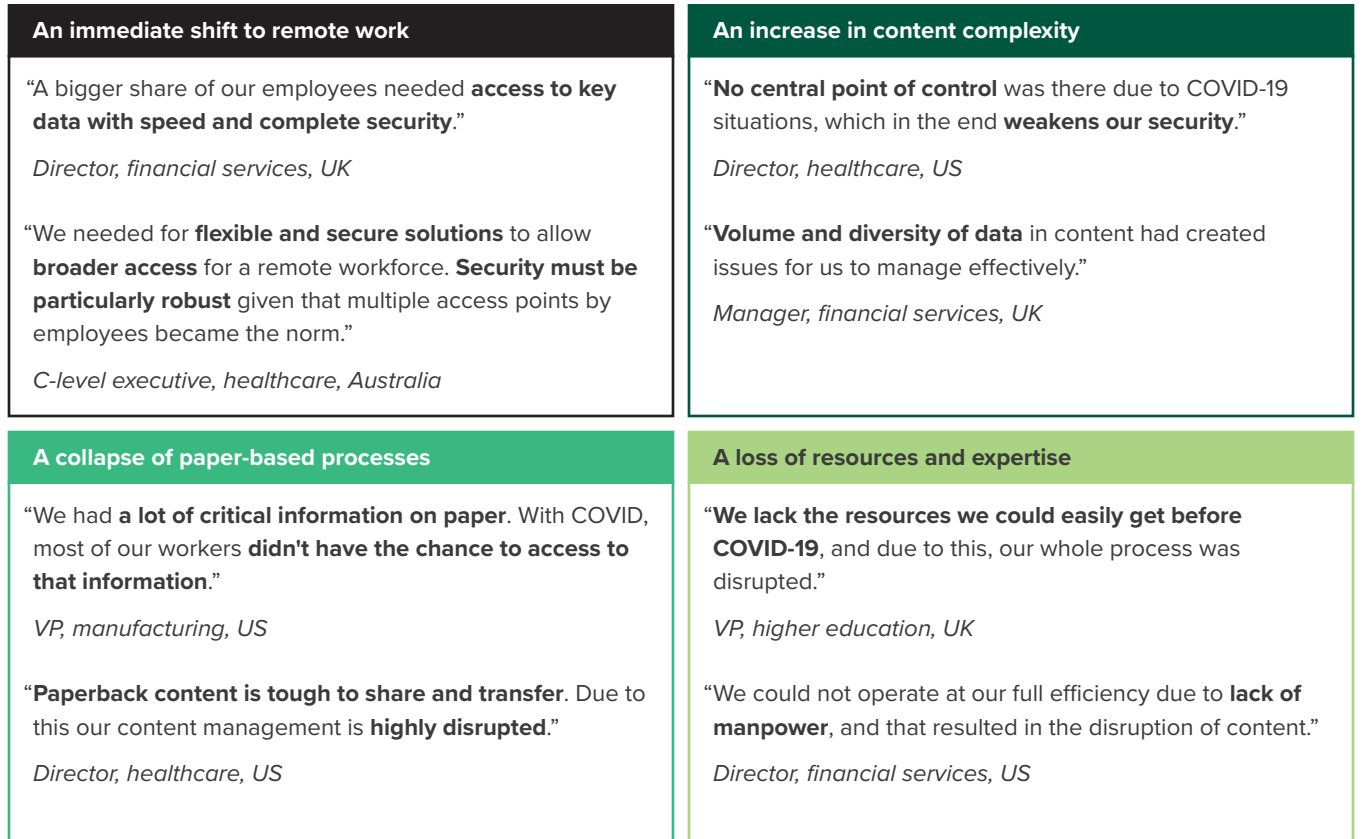 An immediate shift to remote work
“A bigger share of our employees needed access to key
data with speed and complete security.”
Director, financial services, UK
“We needed for flexible and secure solutions to allow
broader access for a remote workforce. Security must be
particularly robust given that multiple access points by
employees became the norm.”
C-level executive, healthcare, Australia
An increase in content complexity
“No central point of control was there due to COVID-19
situations, which in the end weakens our security.”
Director, healthcare, US
“Volume and diversity of data in content had created
issues for us to manage effectively.”
Manager, financial services, UK
A collapse of paper-based processes
“We had a lot of critical information on paper. With COVID,
most of our workers didn't have the chance to access to
that information.”
VP, manufacturing, US
“Paperback content is tough to share and transfer. Due to
this our content management is highly disrupted.”
Director, healthcare, US
A loss of resources and expertise
“We lack the resources we could easily get before
COVID-19, and due to this, our whole process was
disrupted.”
VP, higher education, UK
“We could not operate at our full efficiency due to lack of
manpower, and that resulted in the disruption of content.”
Director, financial services, US